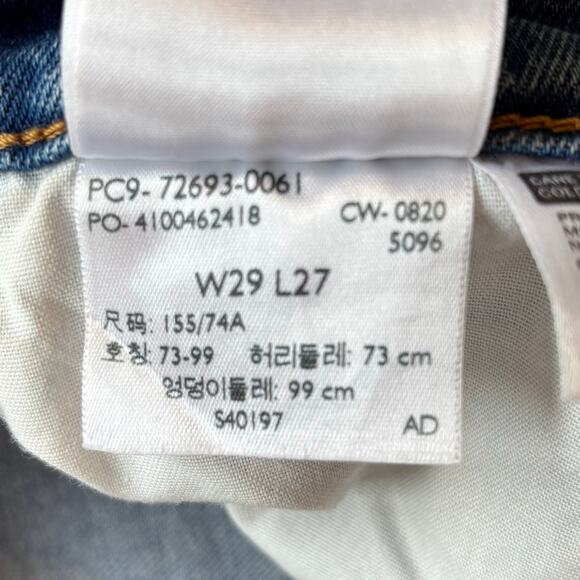 PC9- 72693-0061
PO- 4100462418 CW- 0820
5096
W29 L27
尺码: 155/74A
호칭: 73-99 허리둘레: 73 cm
엉덩이둘레: 99 cm
S40197 AD